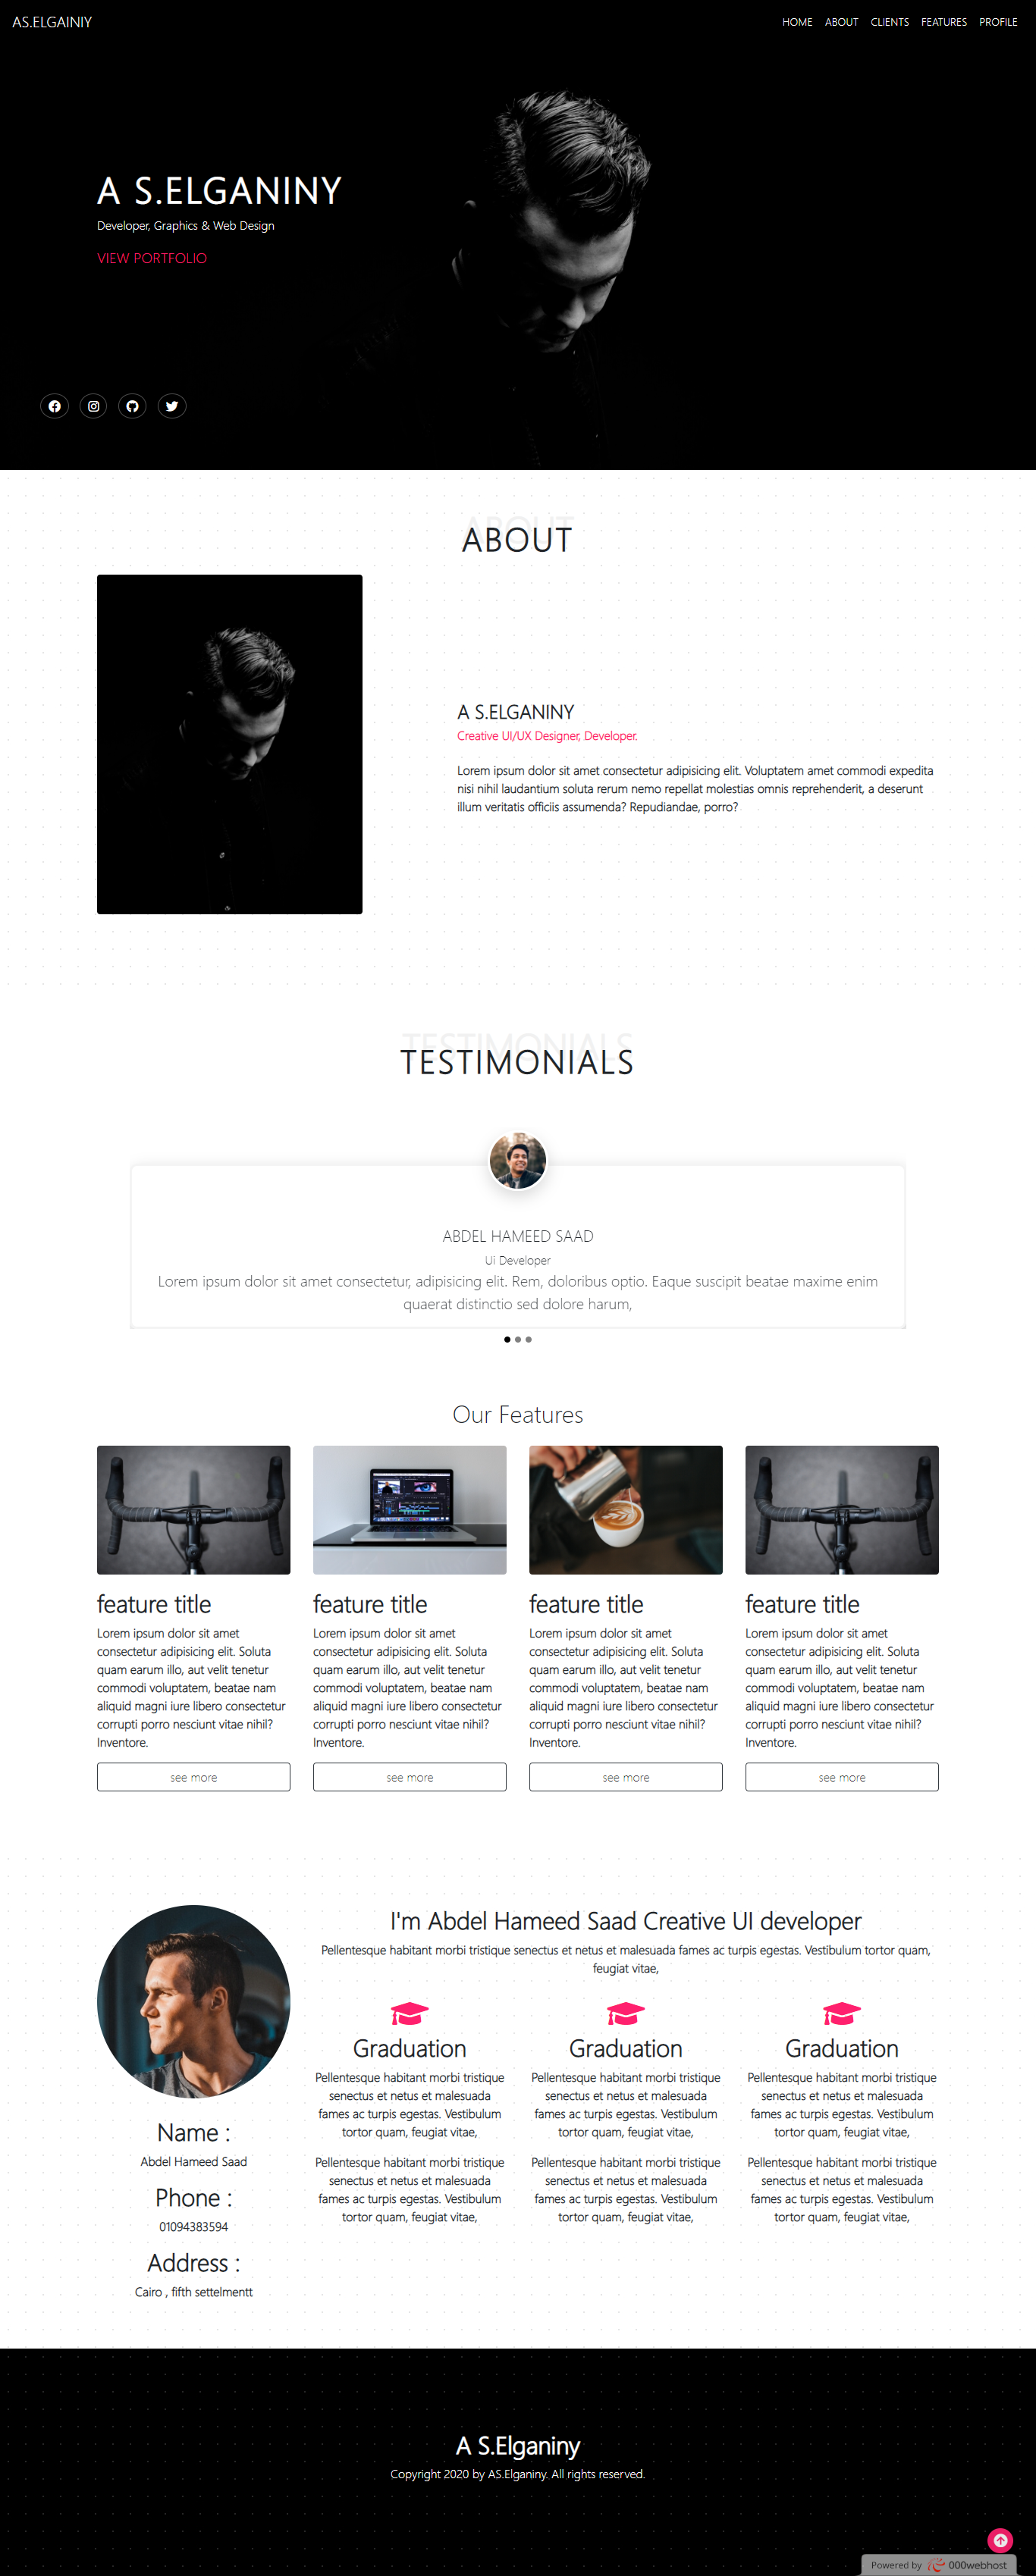 AS.ELGAINIY
HOME ABOUT CLIENTS FEATURES PROFILE
A S.ELGANINY
Developer, Graphics & Web Design
VIEW PORTFOLIO
ABOUT
ABOUT
A S.ELGANINY
Creative UI/UX Designer, Developer.
Lorem ipsum dolor sit amet consectetur adipisicing elit. Voluptatem amet commodi expedita
nisi nihil laudantium soluta rerum nemo repellat molestias omnis reprehenderit, a deserunt
illum veritatis officiis assumenda? Repudiandae, porro?
TESTIMONIALS
TESTIMONIALS
ABDEL HAMEED SAAD
Ui Developer
Lorem ipsum dolor sit amet consectetur, adipisicing elit. Rem, doloribus optio. Eaque suscipit beatae maxime enim
quaerat distinctio sed dolore harum,
Our Features
feature title
Lorem ipsum dolor sit amet
consectetur adipisicing elit. Soluta
quam earum illo, aut velit tenetur
commodi voluptatem, beatae nam
aliquid magni iure libero consectetur
corrupti porro nesciunt vitae nihil?
Inventore.
see more
feature title
Lorem ipsum dolor sit amet
consectetur adipisicing elit. Soluta
quam earum illo, aut velit tenetur
commodi voluptatem, beatae nam
aliquid magni iure libero consectetur
corrupti porro nesciunt vitae nihil?
Inventore.
see more
feature title
Lorem ipsum dolor sit amet
consectetur adipisicing elit. Soluta
quam earum illo, aut velit tenetur
commodi voluptatem, beatae nam
aliquid magni iure libero consectetur
corrupti porro nesciunt vitae nihil?
Inventore.
see more
feature title
Lorem ipsum dolor sit amet
consectetur adipisicing elit. Soluta
quam earum illo, aut velit tenetur
commodi voluptatem, beatae nam
aliquid magni iure libero consectetur
corrupti porro nesciunt vitae nihil?
Inventore.
see more
Name :
Abdel Hameed Saad
Phone :
01094383594
Address :
Cairo , fifth settelmentt
I'm Abdel Hameed Saad Creative UI developer
Pellentesque habitant morbi tristique senectus et netus et malesuada fames ac turpis egestas. Vestibulum tortor quam,
feugiat vitae,
Graduation
Pellentesque habitant morbi tristique
senectus et netus et malesuada
fames ac turpis egestas. Vestibulum
tortor quam, feugiat vitae,
Pellentesque habitant morbi tristique
senectus et netus et malesuada
fames ac turpis egestas. Vestibulum
tortor quam, feugiat vitae,
Graduation
Pellentesque habitant morbi tristique
senectus et netus et malesuada
fames ac turpis egestas. Vestibulum
tortor quam, feugiat vitae,
Pellentesque habitant morbi tristique
senectus et netus et malesuada
fames ac turpis egestas. Vestibulum
tortor quam, feugiat vitae,
Graduation
Pellentesque habitant morbi tristique
senectus et netus et malesuada
fames ac turpis egestas. Vestibulum
tortor quam, feugiat vitae,
Pellentesque habitant morbi tristique
senectus et netus et malesuada
fames ac turpis egestas. Vestibulum
tortor quam, feugiat vitae,
A S.Elganiny
Copyright 2020 by AS.Elganiny. All rights reserved.
Powered by 000webhost